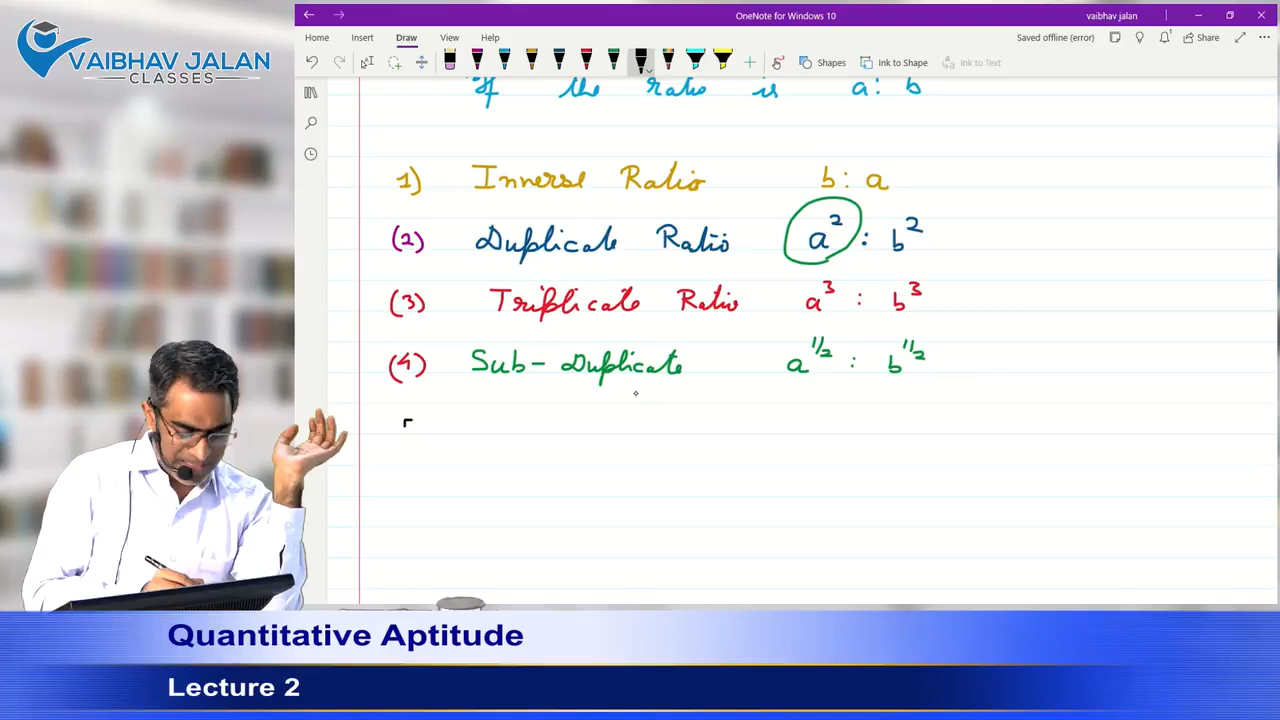 VAIBHAV JALAN
CLASSES
OneNote for Windows 10
vaibhav jalan
Home Insert Draw View Help
Saved offline (error)
Share
Shapes
Ink to Shape
Ink to Text
If the ratio is a: b
1) Inverse Ratio b: a
(2) Duplicate Ratio a² : b²
(3) Triplicate Ratio a³ : b³
(4) Sub-Duplicate a^1/2 : b^1/2
Quantitative Aptitude
Lecture 2